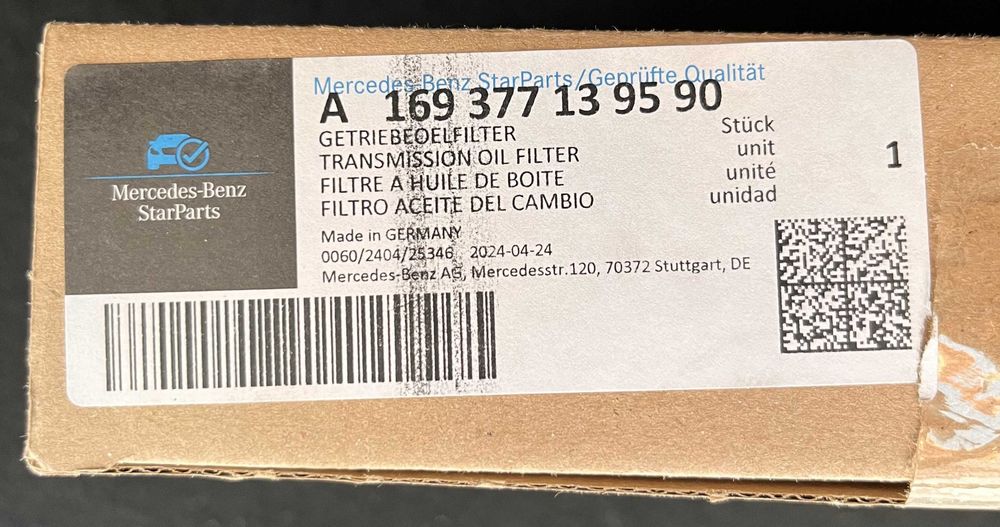 Mercedes-Benz
StarParts
Mercedes-Benz StarParts/Geprüfte Qualität
A 169 377 13 95 90
GETRIEBEOELFILTER
TRANSMISSION OIL FILTER
FILTRE A HUILE DE BOITE
FILTRO ACEITE DEL CAMBIO
Stück
unit
unité
unidad
1
Made in GERMANY
0060/2404/25346 2024-04-24
Mercedes-Benz AG, Mercedesstr.120, 70372 Stuttgart, DE